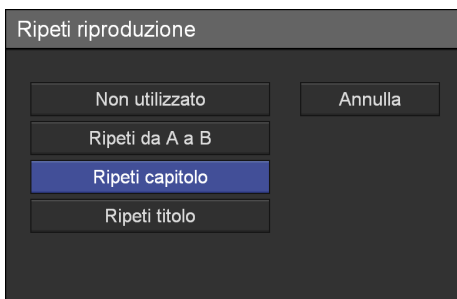 Ripeti riproduzione
Non utilizzato
Annulla
Ripeti da A a B
Ripeti capitolo
Ripeti titolo